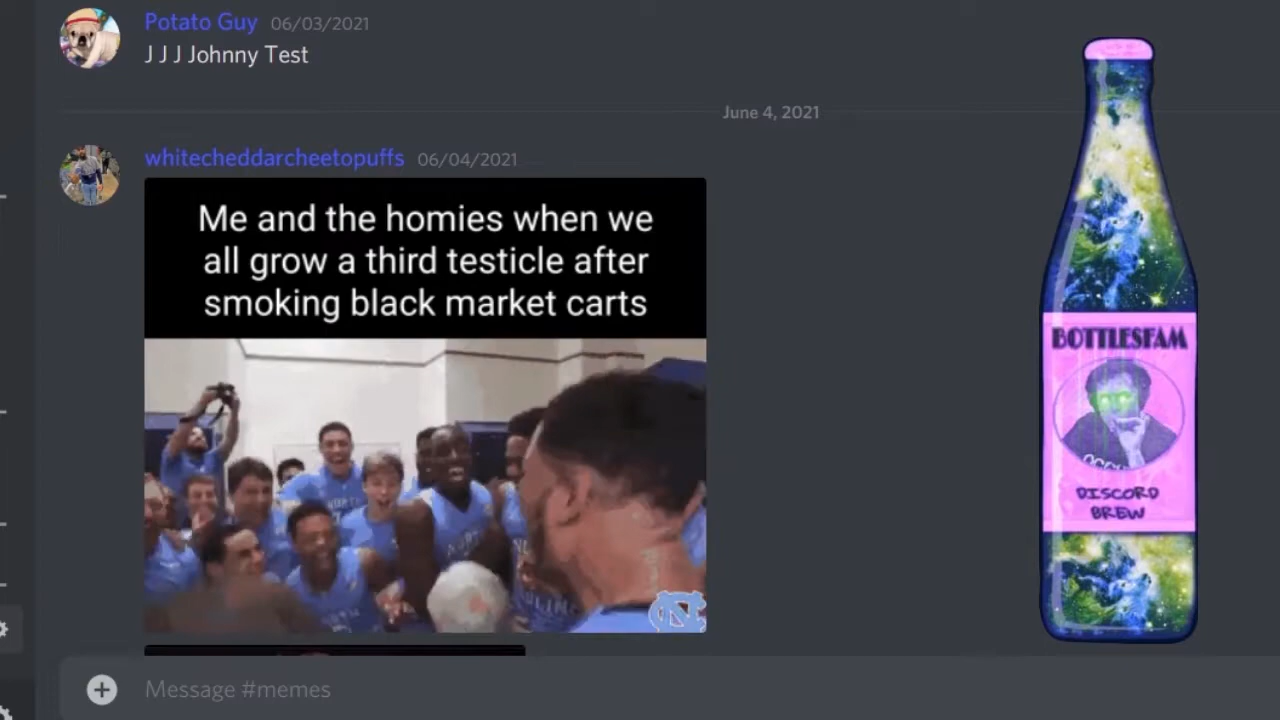 Potato Guy 06/03/2021
J J J Johnny Test
June 4, 2021
whitecheddarcheetopuffs 06/04/2021
Me and the homies when we
all grow a third testicle after
smoking black market carts
BOTTLESFAM
DISCORD
BREW
Message #memes